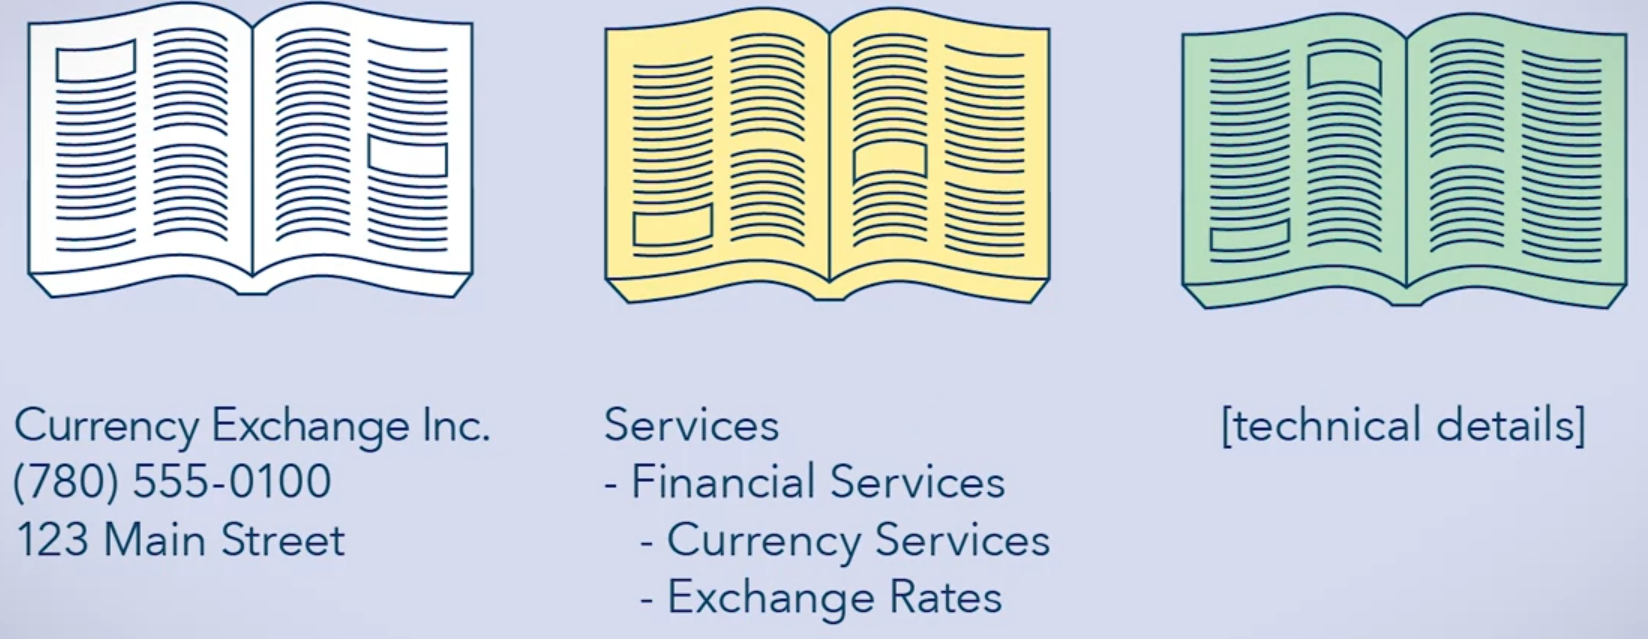 Currency Exchange Inc.
(780) 555-0100
123 Main Street
Services
- Financial Services
- Currency Services
- Exchange Rates
[technical details]